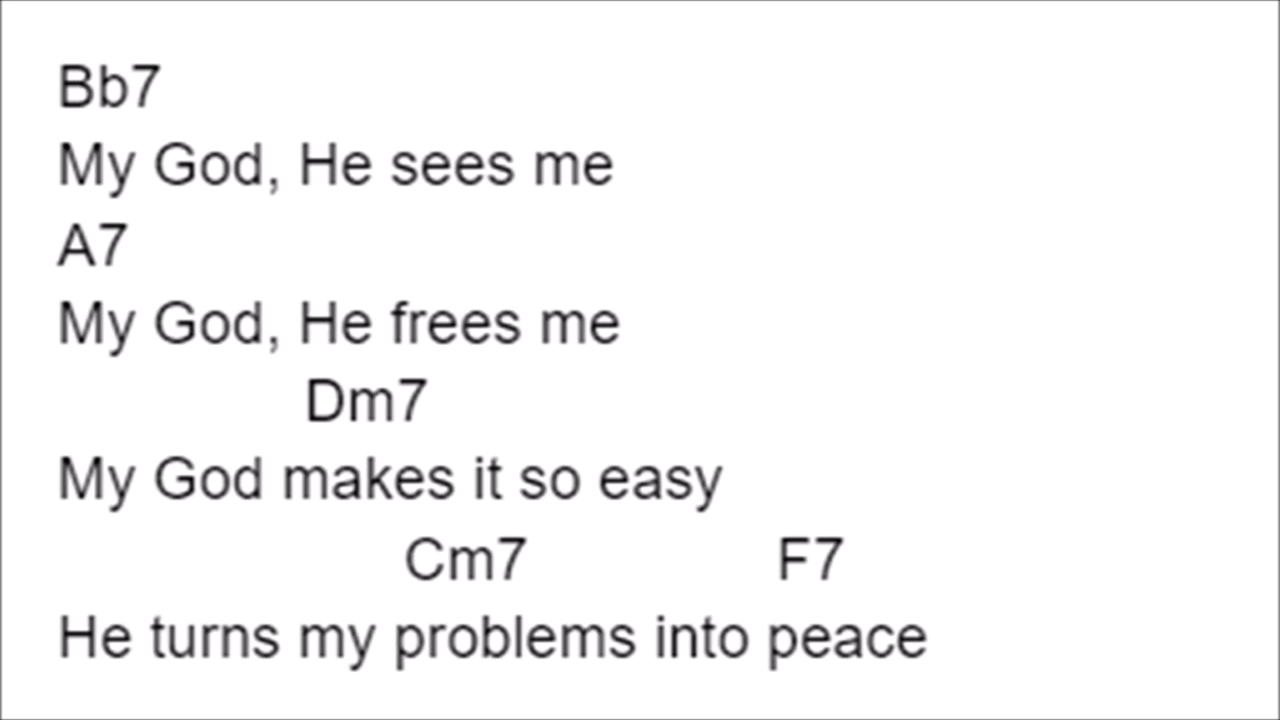 Bb7
My God, He sees me
A7
My God, He frees me
Dm7
My God makes it so easy
Cm7 F7
He turns my problems into peace